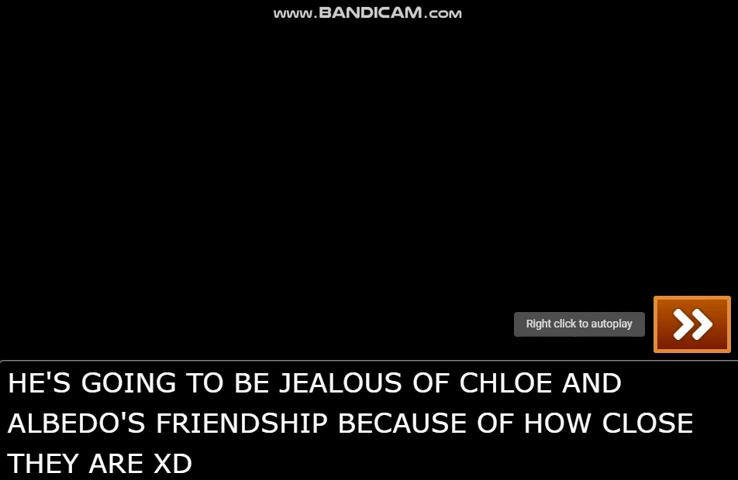 www.BANDICAM.com
Right click to autoplay
HE'S GOING TO BE JEALOUS OF CHLOE AND
ALBEDO'S FRIENDSHIP BECAUSE OF HOW CLOSE
THEY ARE XD